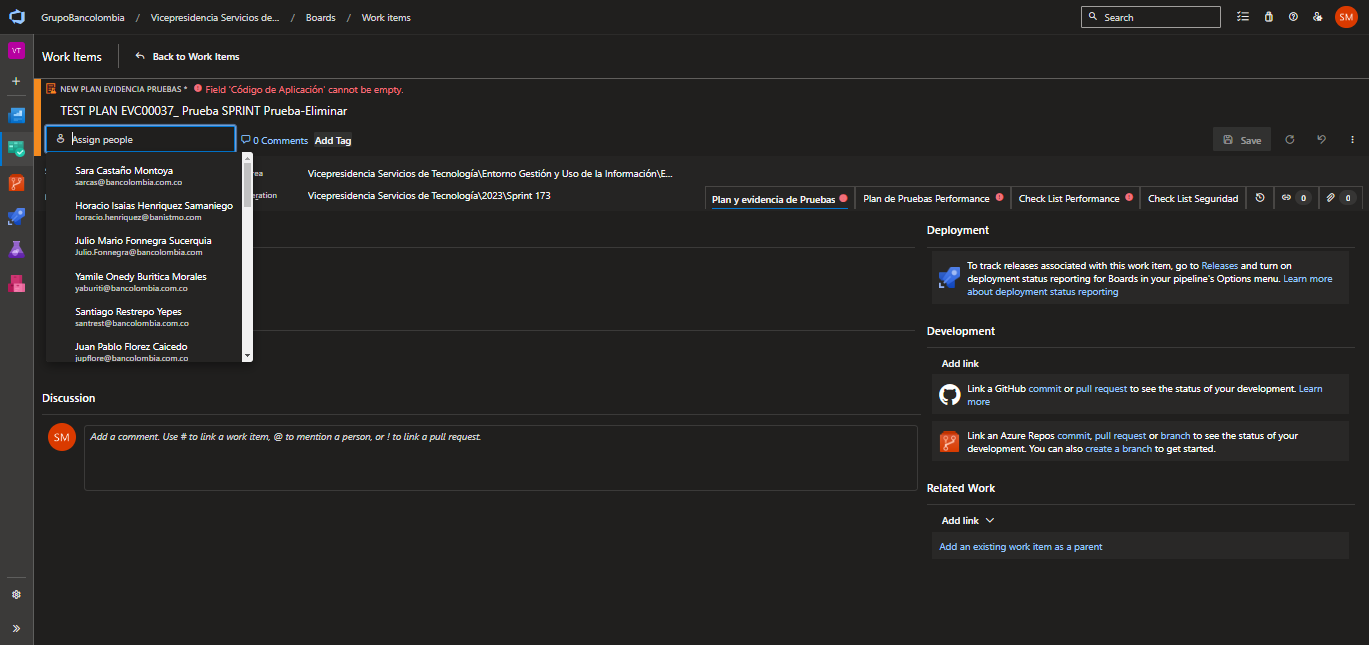 GrupoBancolombia / Vicepresidencia Servicios de... / Boards / Work items
Search
SM
VT
Work Items
Back to Work Items
NEW PLAN EVIDENCIA PRUEBAS * Field 'Código de Aplicación' cannot be empty.
TEST PLAN EVC00037_ Prueba SPRINT Prueba-Eliminar
Assign people
0 Comments
Add Tag
Save
Sara Castaño Montoya
sarcas@bancolombia.com.co
Horacio Isaias Henriquez Samaniego
horacio.henriquez@banistmo.com
Julio Mario Fonnegra Sucerquia
Julio.Fonnegra@bancolombia.com
Yamile Onedy Buritica Morales
yaburiti@bancolombia.com.co
Santiago Restrepo Yepes
santrest@bancolombia.com.co
Juan Pablo Florez Caicedo
jupflore@bancolombia.com.co
rea
Vicepresidencia Servicios de Tecnología\Entorno Gestión y Uso de la Información\E...
eration
Vicepresidencia Servicios de Tecnología\2023\Sprint 173
Plan y evidencia de Pruebas
Plan de Pruebas Performance
Check List Performance
Check List Seguridad
0
0
Deployment
To track releases associated with this work item, go to Releases and turn on
deployment status reporting for Boards in your pipeline's Options menu. Learn more
about deployment status reporting
Development
Add link
Link a GitHub commit or pull request to see the status of your development. Learn
more
Link an Azure Repos commit, pull request or branch to see the status of your
development. You can also create a branch to get started.
Related Work
Add link
Add an existing work item as a parent
Discussion
SM
Add a comment. Use # to link a work item, @ to mention a person, or ! to link a pull request.